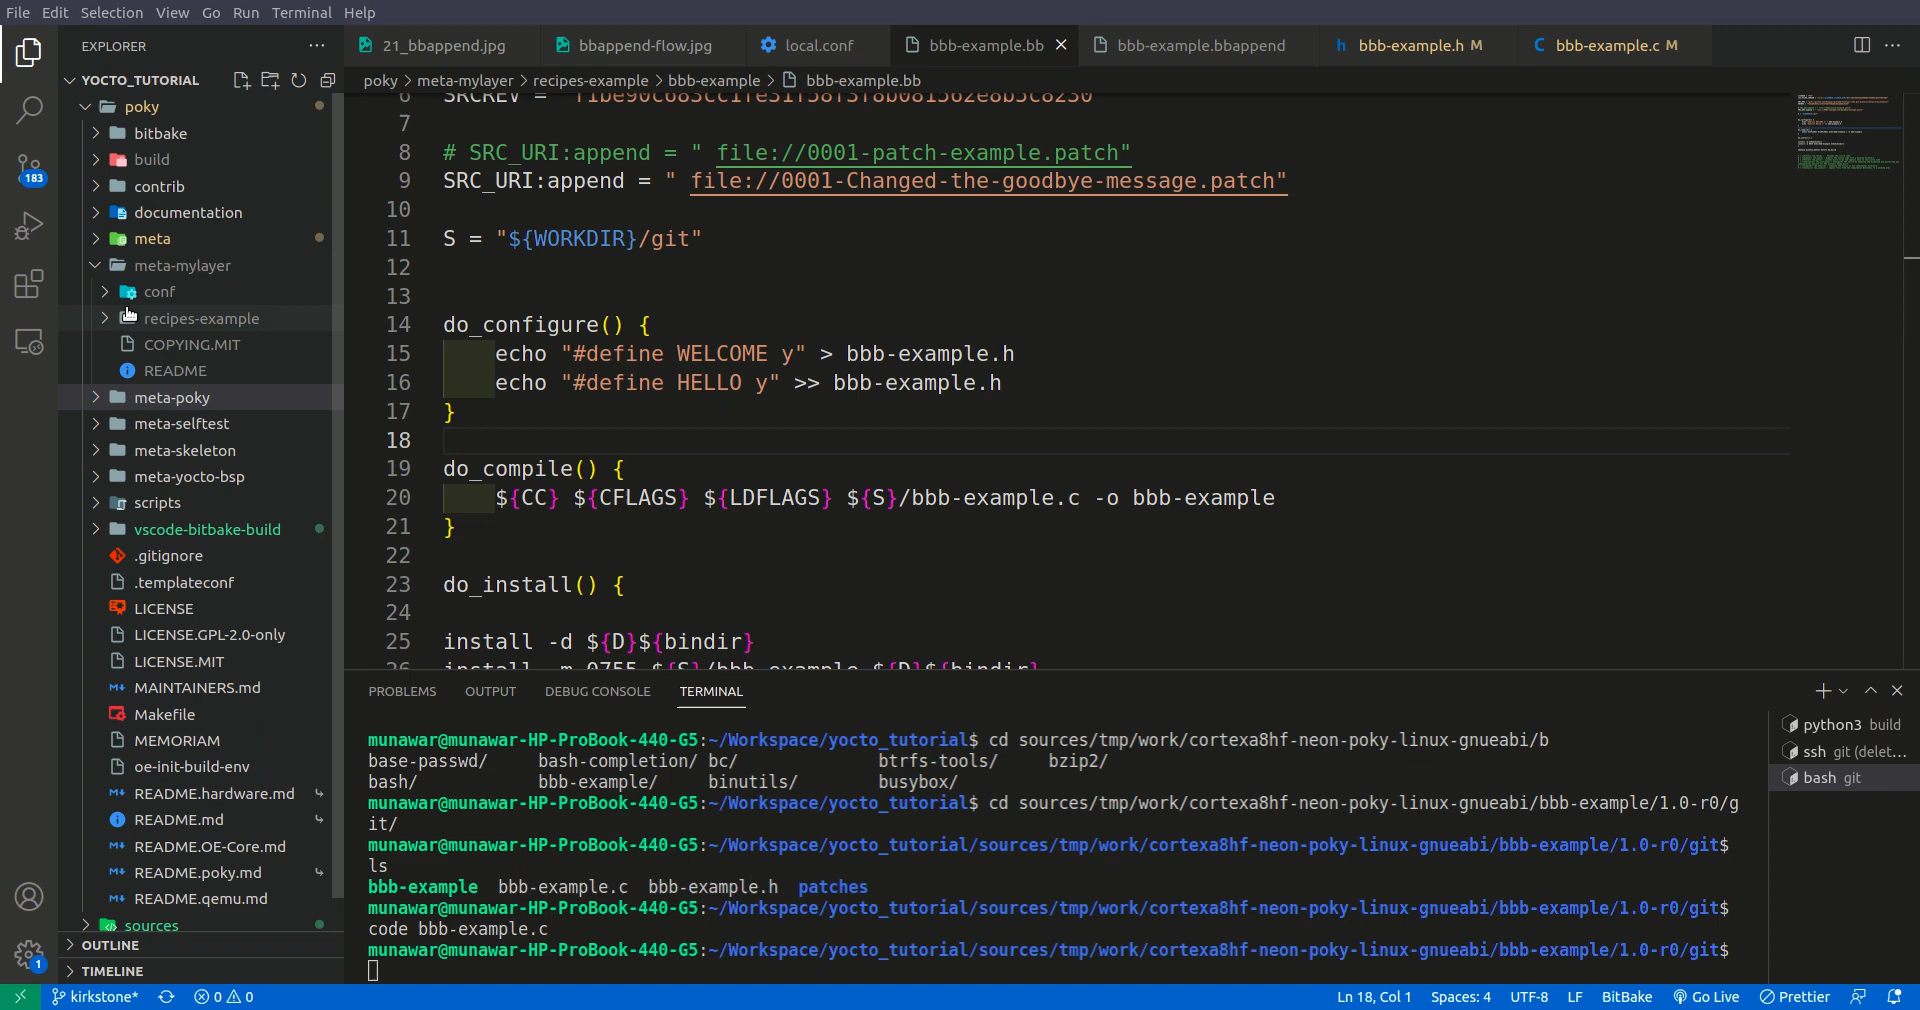 File Edit Selection View Go Run Terminal Help
EXPLORER
YOCTO_TUTORIAL
poky
bitbake
build
contrib
documentation
meta
meta-mylayer
conf
recipes-example
COPYING.MIT
README
meta-poky
meta-selftest
meta-skeleton
meta-yocto-bsp
scripts
vscode-bitbake-build
.gitignore
.templateconf
LICENSE
LICENSE.GPL-2.0-only
LICENSE.MIT
MAINTAINERS.md
Makefile
MEMORIAM
oe-init-build-env
README.hardware.md
README.md
README.OE-Core.md
README.poky.md
README.qemu.md
sources
OUTLINE
TIMELINE
183
1
21_bbappend.jpg bbappend-flow.jpg local.conf bbb-example.bb bbb-example.bbappend bbb-example.h M bbb-example.c M
poky > meta-mylayer > recipes-example > bbb-example > bbb-example.bb
6 SRCREV = "f1be90c683cc1fe31f58f3f8b081562e8b5c8230"
7
8 # SRC_URI:append = " file://0001-patch-example.patch"
9 SRC_URI:append = " file://0001-Changed-the-goodbye-message.patch"
10
11 S = "${WORKDIR}/git"
12
13
14 do_configure() {
15 echo "#define WELCOME y" > bbb-example.h
16 echo "#define HELLO y" >> bbb-example.h
17 }
18
19 do_compile() {
20 ${CC} ${CFLAGS} ${LDFLAGS} ${S}/bbb-example.c -o bbb-example
21 }
22
23 do_install() {
24
25 install -d ${D}${bindir}
26 install -m 0755 ${S}/bbb-example ${D}${bindir}
PROBLEMS OUTPUT DEBUG CONSOLE TERMINAL
munawar@munawar-HP-ProBook-440-G5:~/Workspace/yocto_tutorial$ cd sources/tmp/work/cortexa8hf-neon-poky-linux-gnueabi/b
base-passwd/ bash-completion/ bc/ btrfs-tools/ bzip2/
bash/ bbb-example/ binutils/ busybox/
munawar@munawar-HP-ProBook-440-G5:~/Workspace/yocto_tutorial$ cd sources/tmp/work/cortexa8hf-neon-poky-linux-gnueabi/bbb-example/1.0-r0/g
it/
munawar@munawar-HP-ProBook-440-G5:~/Workspace/yocto_tutorial/sources/tmp/work/cortexa8hf-neon-poky-linux-gnueabi/bbb-example/1.0-r0/git$
ls
bbb-example bbb-example.c bbb-example.h patches
munawar@munawar-HP-ProBook-440-G5:~/Workspace/yocto_tutorial/sources/tmp/work/cortexa8hf-neon-poky-linux-gnueabi/bbb-example/1.0-r0/git$
code bbb-example.c
munawar@munawar-HP-ProBook-440-G5:~/Workspace/yocto_tutorial/sources/tmp/work/cortexa8hf-neon-poky-linux-gnueabi/bbb-example/1.0-r0/git$
python3 build
ssh git (delet...
bash git
kirkstone* 0 0 Ln 18, Col 1 Spaces: 4 UTF-8 LF BitBake Go Live Prettier